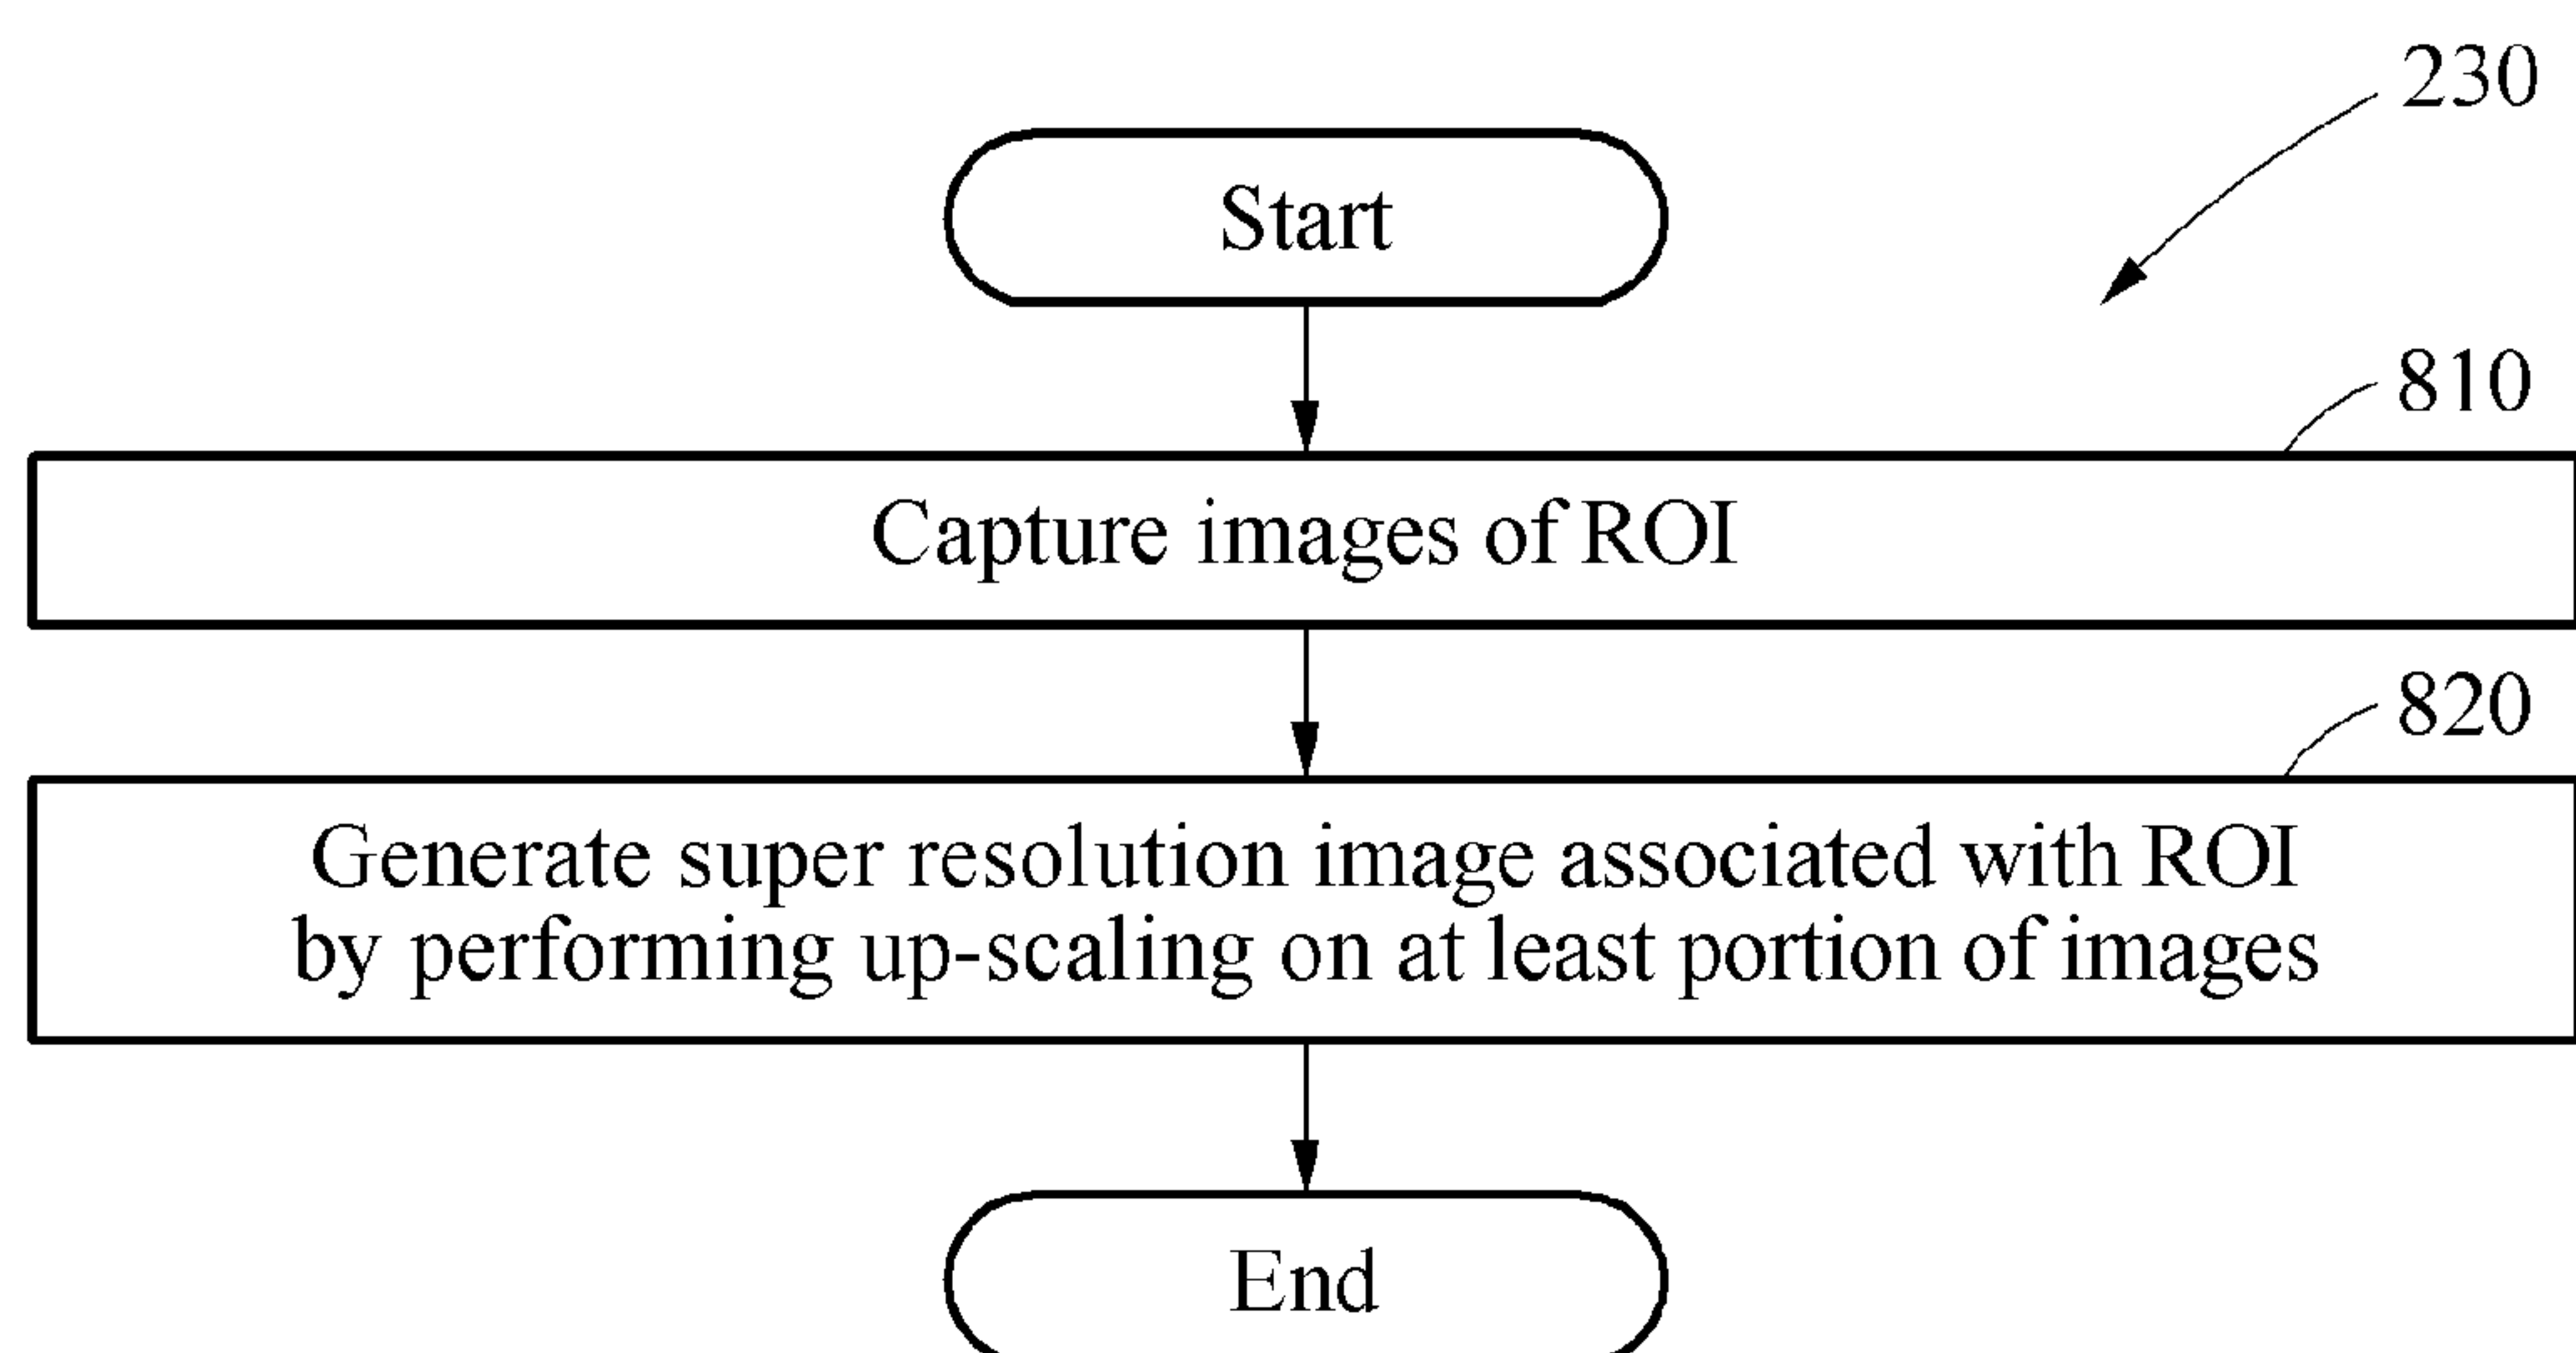 230
Start
810
Capture images of ROI
820
Generate super resolution image associated with ROI
by performing up-scaling on at least portion of images
End